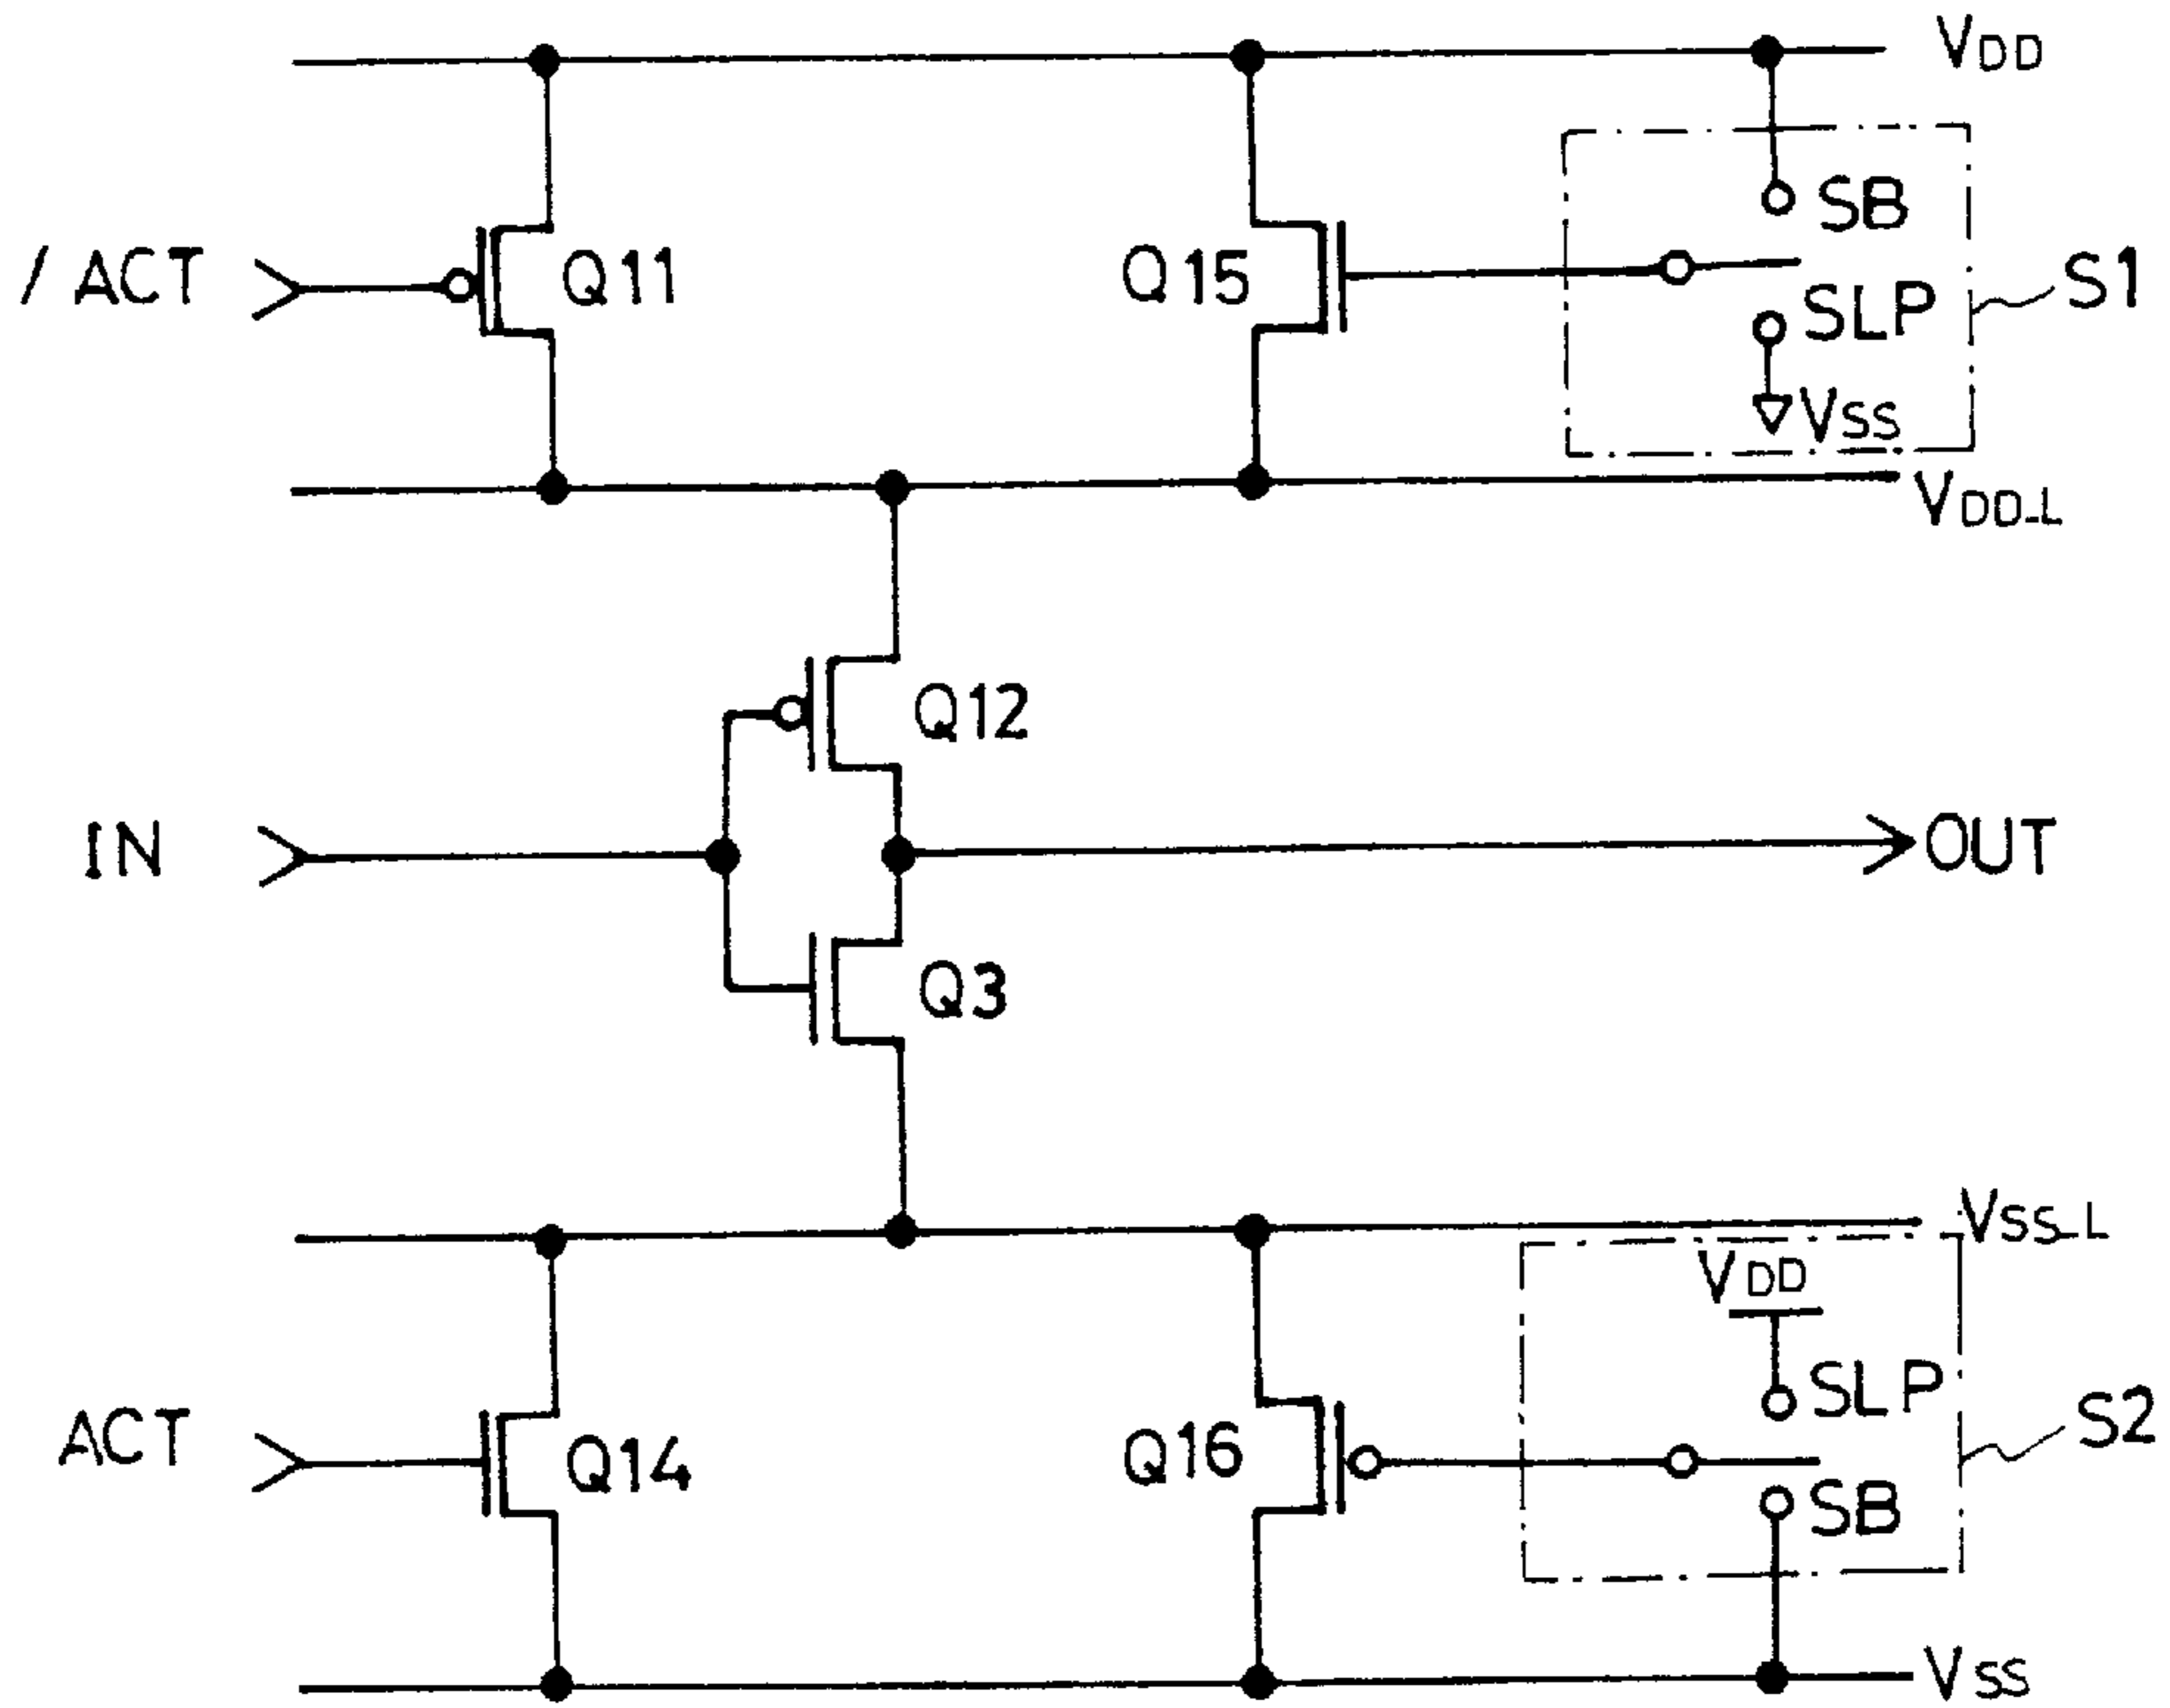 VDD
SB
/ ACT
Q11
Q15
SLP
S1
VSS
VDD-L
Q12
IN
OUT
Q3
VSS-L
VDD
SLP
ACT
Q14
Q16
S2
SB
VSS